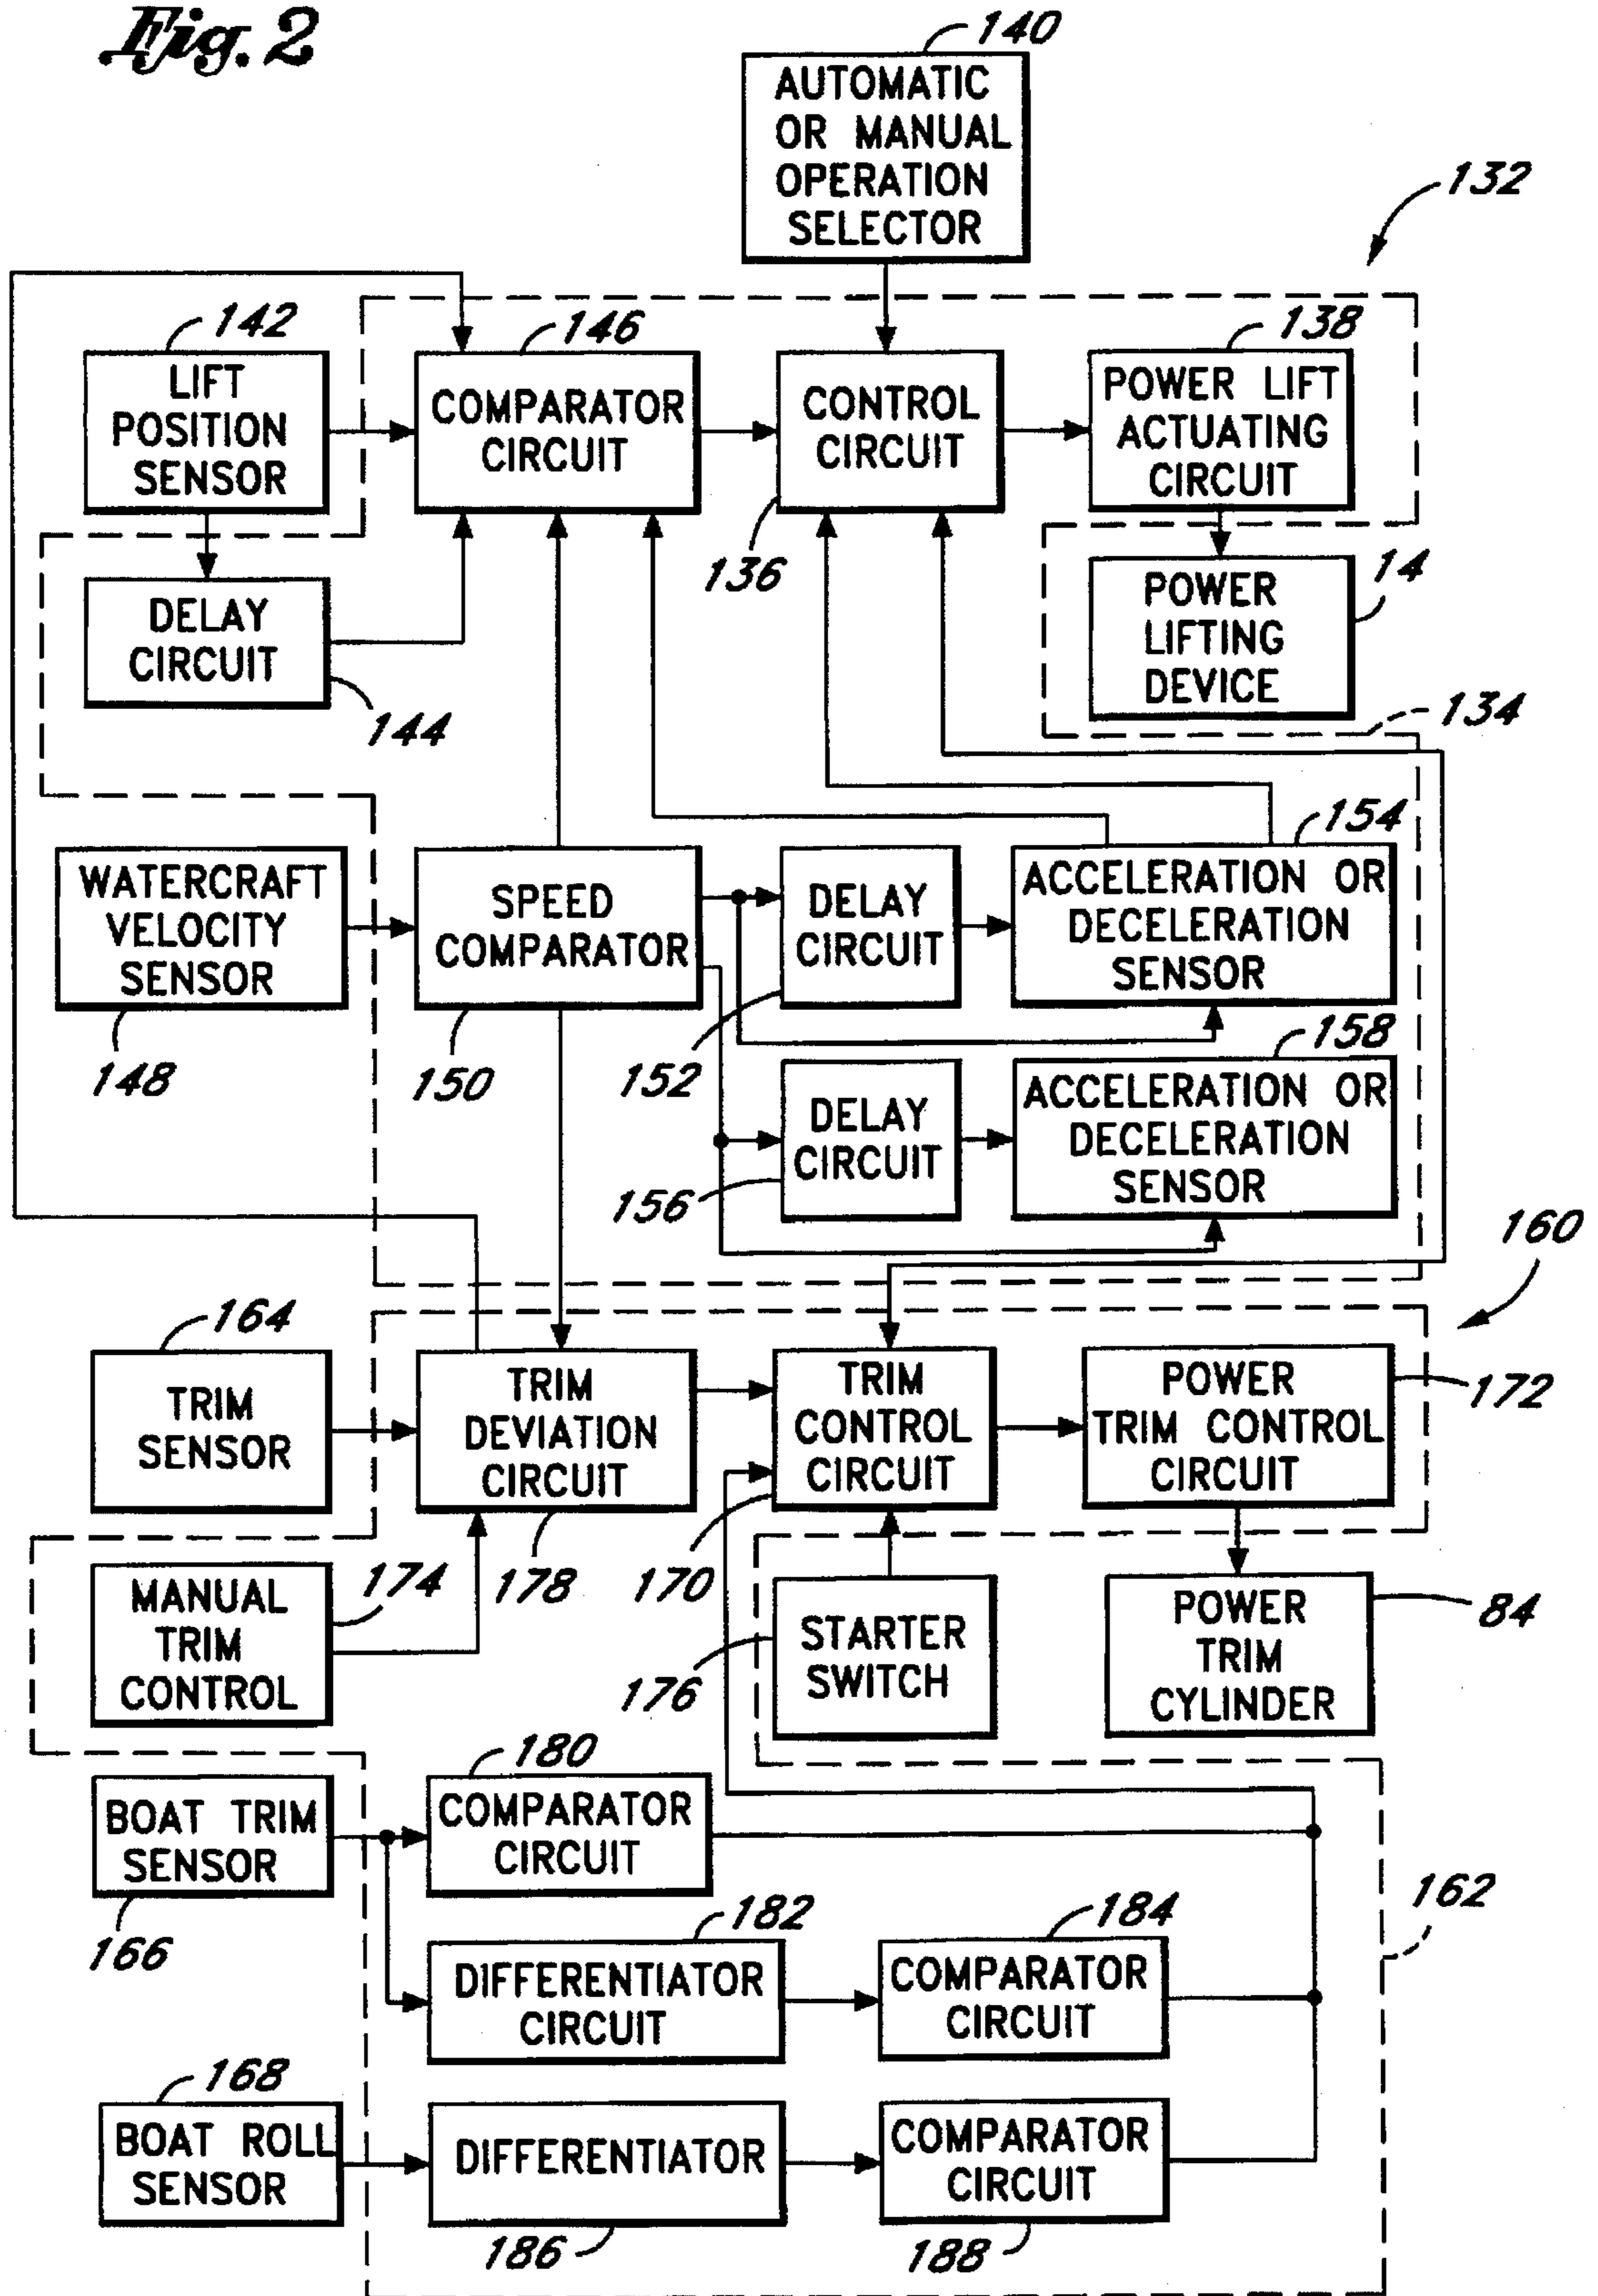 Fig. 2
140
AUTOMATIC
OR MANUAL
OPERATION
SELECTOR
132
142
LIFT
POSITION
SENSOR
146
COMPARATOR
CIRCUIT
CONTROL
CIRCUIT
136
138
POWER LIFT
ACTUATING
CIRCUIT
DELAY
CIRCUIT
144
POWER
LIFTING
DEVICE
14
134
WATERCRAFT
VELOCITY
SENSOR
148
SPEED
COMPARATOR
150
DELAY
CIRCUIT
152
154
ACCELERATION OR
DECELERATION
SENSOR
DELAY
CIRCUIT
156
158
ACCELERATION OR
DECELERATION
SENSOR
160
164
TRIM
SENSOR
TRIM
DEVIATION
CIRCUIT
178
TRIM
CONTROL
CIRCUIT
170
POWER
TRIM CONTROL
CIRCUIT
172
MANUAL
TRIM
CONTROL
174
STARTER
SWITCH
176
POWER
TRIM
CYLINDER
84
BOAT TRIM
SENSOR
166
180
COMPARATOR
CIRCUIT
162
182
DIFFERENTIATOR
CIRCUIT
184
COMPARATOR
CIRCUIT
168
BOAT ROLL
SENSOR
DIFFERENTIATOR
186
COMPARATOR
CIRCUIT
188